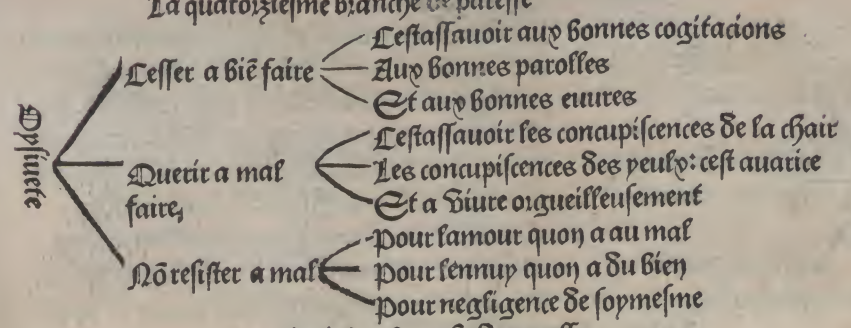 La quatorziesme branche de paresse
Oysiuete
Cesser a biē faire
Cestassauoir aux bonnes cogitacions
Aux bonnes parolles
Et aux bonnes euures
Querir a mal
faire,
Cestassauoir les concupiscences de la chair
Les concupiscences des yeulx: cest auarice
Et a viure orgueilleusement
Nō resister a mal
Pour lamour quon a au mal
Pour lennuy quon a du bien
Pour negligence de soymesme